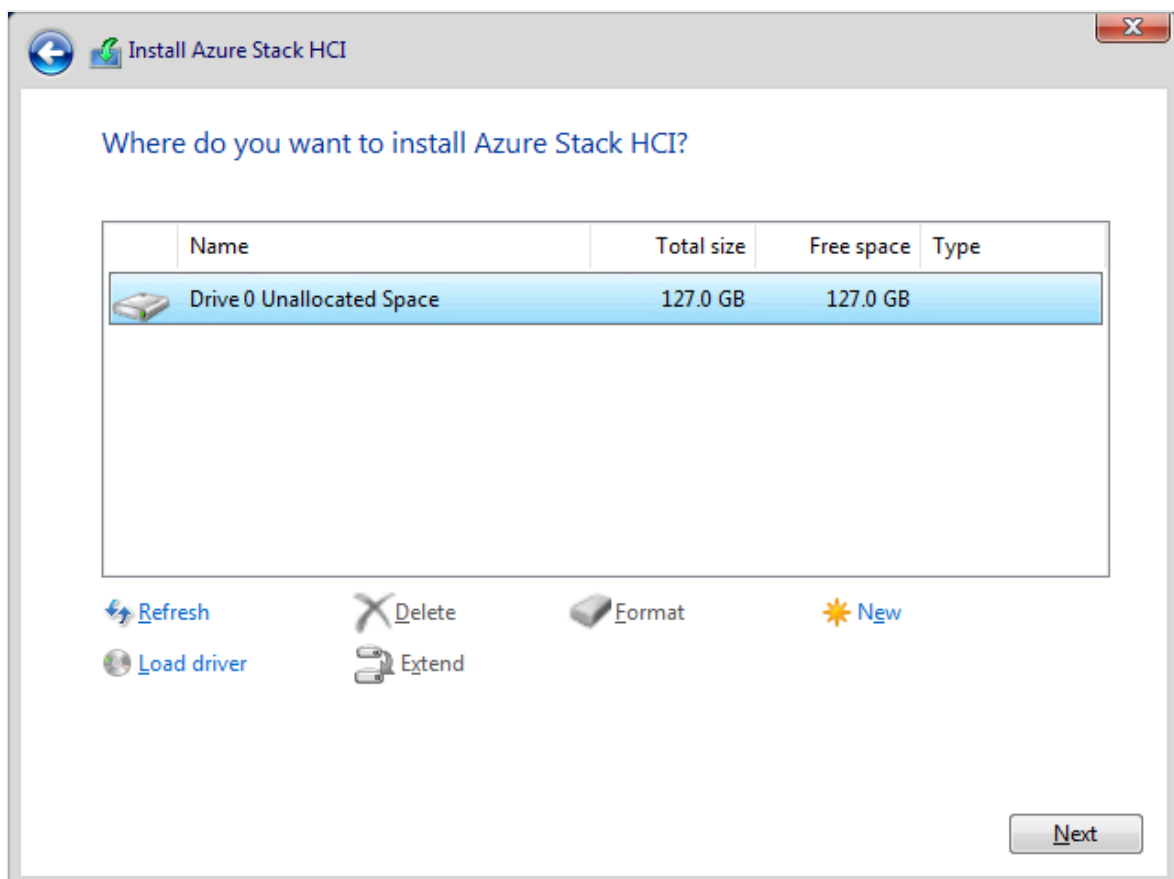 Install Azure Stack HCI
Where do you want to install Azure Stack HCI?
Name Total size Free space Type
Drive 0 Unallocated Space 127.0 GB 127.0 GB
Refresh Delete Format New
Load driver Extend
Next